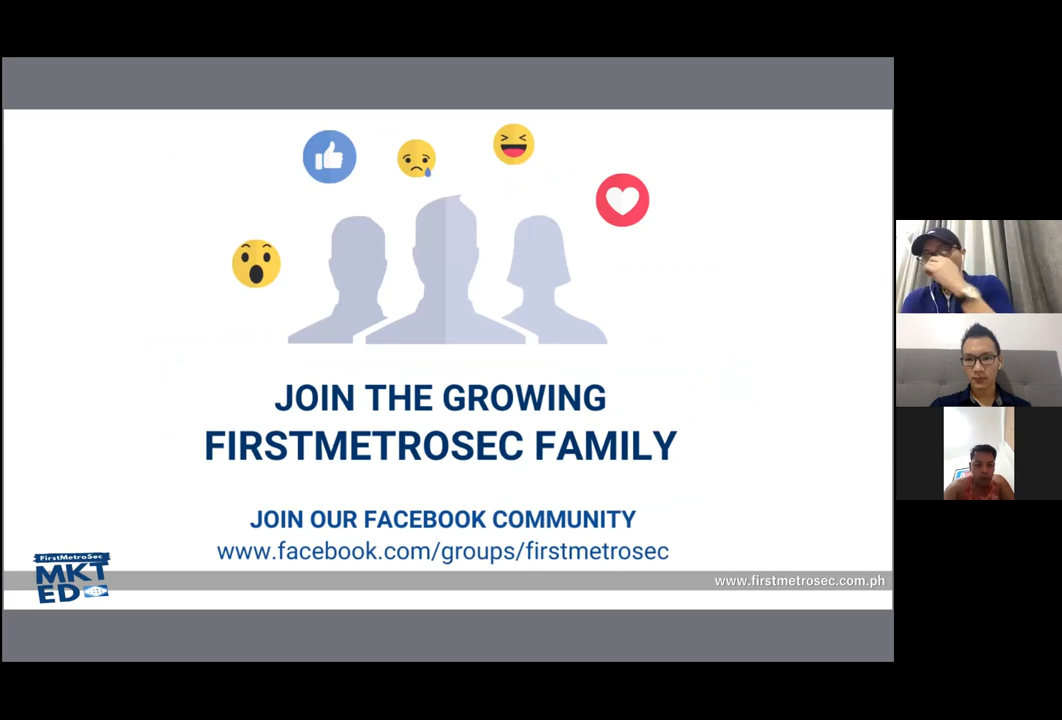 JOIN THE GROWING
FIRSTMETROSEC FAMILY
JOIN OUR FACEBOOK COMMUNITY
www.facebook.com/groups/firstmetrosec
FirstMetroSec
MKT
ED
www.firstmetrosec.com.ph